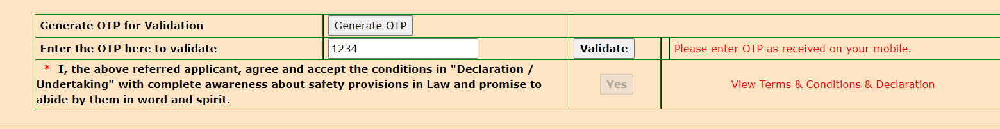 Generate OTP for Validation Generate OTP
Enter the OTP here to validate 1234 Validate Please enter OTP as received on your mobile.
* I, the above referred applicant, agree and accept the conditions in "Declaration /
Undertaking" with complete awareness about safety provisions in Law and promise to
abide by them in word and spirit.
Yes
View Terms & Conditions & Declaration